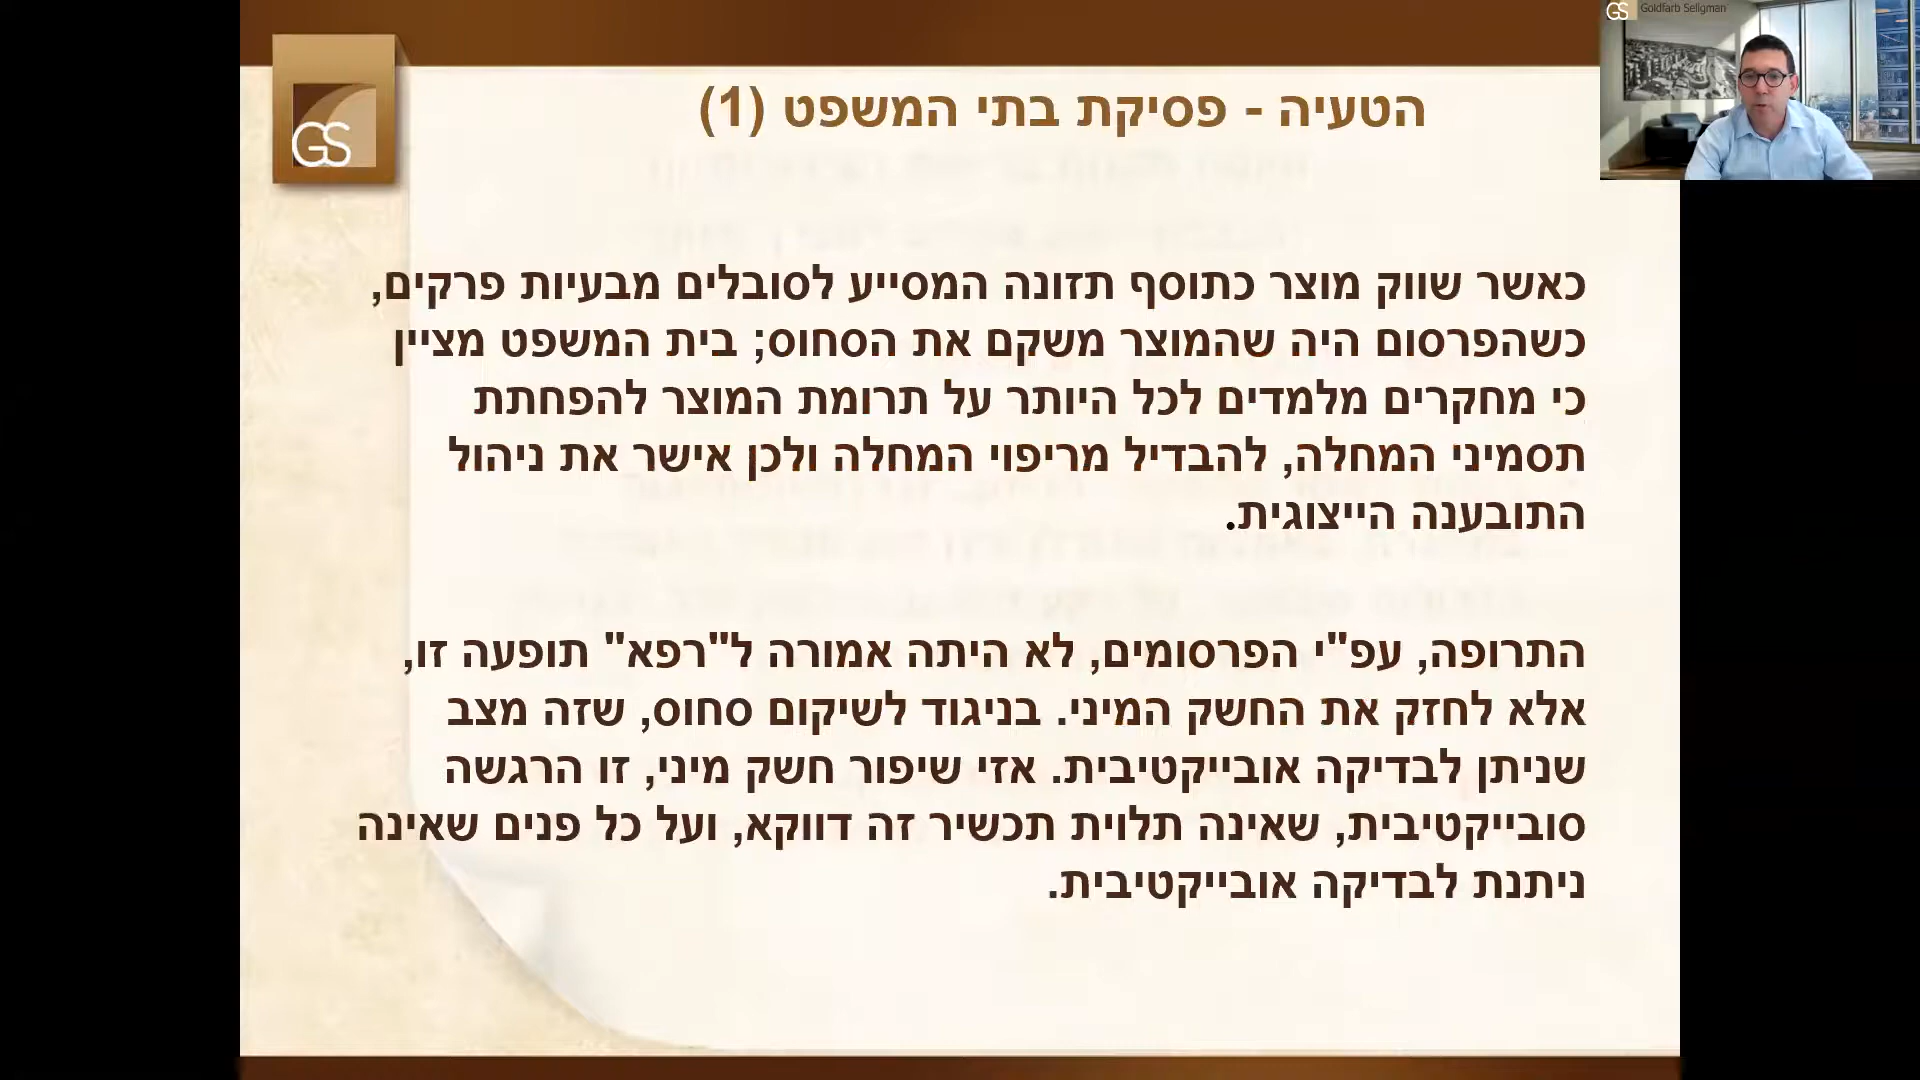 Goldfarb Seligman
GS
GS
הטעיה - פסיקת בתי המשפט (1)
כאשר שווק מוצר כתוסף תזונה המסייע לסובלים מבעיות פרקים,
כשהפרסום היה שהמוצר משקם את הסחוס; בית המשפט מציין
כי מחקרים מלמדים לכל היותר על תרומת המוצר להפחתת
תסמיני המחלה, להבדיל מריפוי המחלה ולכן אישר את ניהול
התובענה הייצוגית.
התרופה, עפ"י הפרסומים, לא היתה אמורה ל"רפא" תופעה זו,
אלא לחזק את החשק המיני. בניגוד לשיקום סחוס, שזה מצב
שניתן לבדיקה אובייקטיבית. אזי שיפור חשק מיני, זו הרגשה
סובייקטיבית, שאינה תלוית תכשיר זה דווקא, ועל כל פנים שאינה
ניתנת לבדיקה אובייקטיבית.